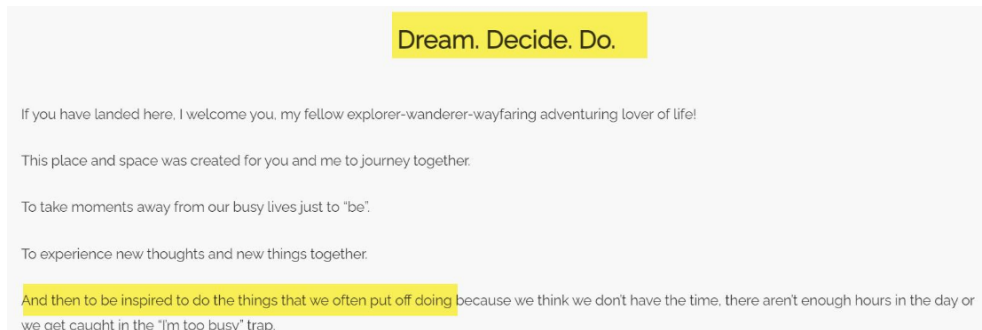 Dream. Decide. Do.
If you have landed here, I welcome you, my fellow explorer-wanderer-wayfaring adventuring lover of life!
This place and space was created for you and me to journey together.
To take moments away from our busy lives just to “be”.
To experience new thoughts and new things together.
And then to be inspired to do the things that we often put off doing because we think we don’t have the time, there aren’t enough hours in the day or
we get caught in the “I’m too busy” trap.